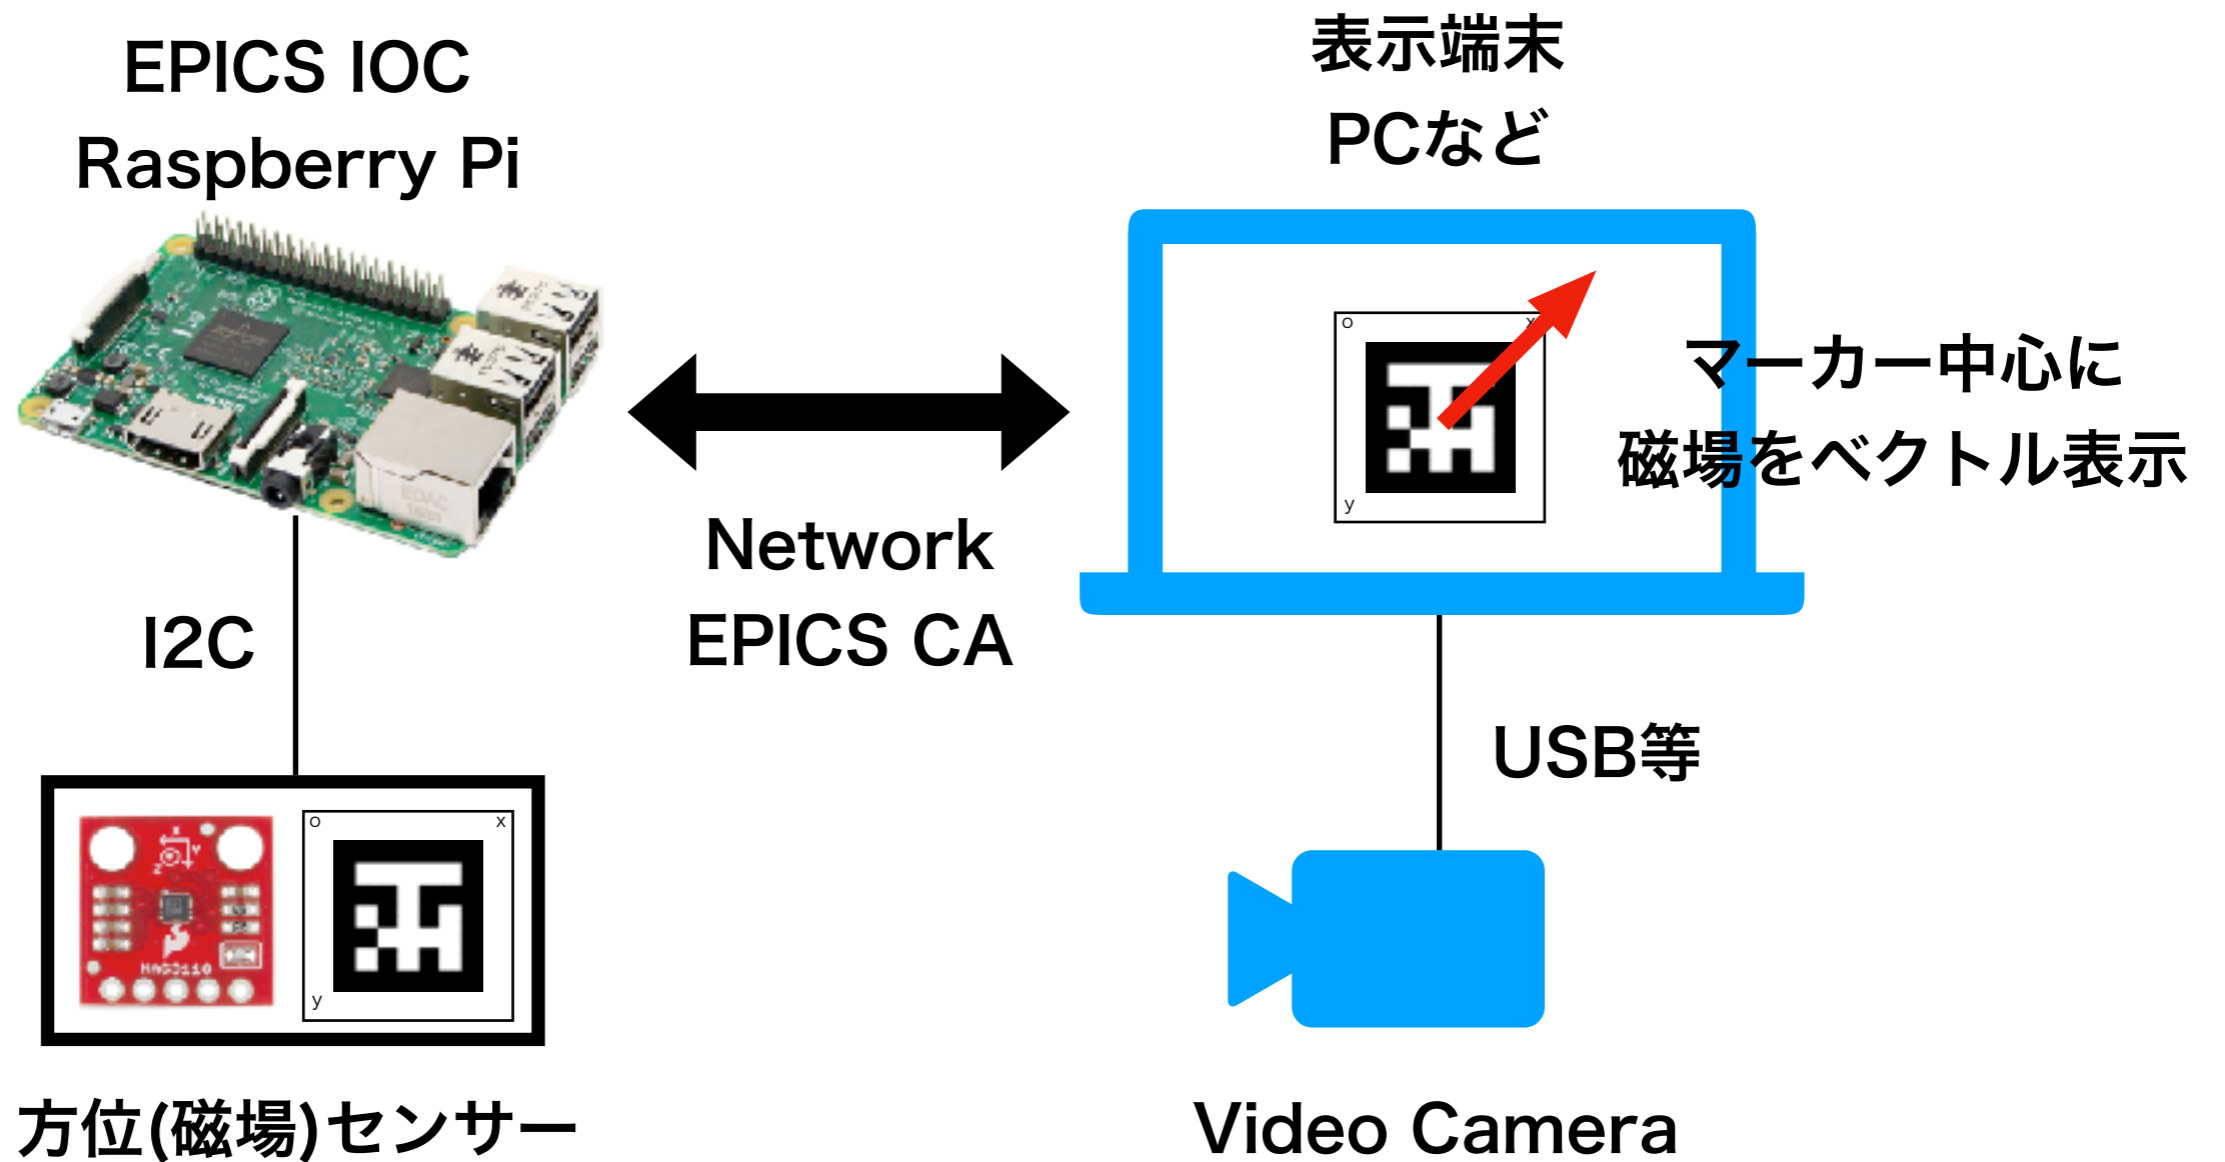 EPICS IOC
Raspberry Pi
表示端末
PCなど
O
x
y
マーカー中心に
磁場をベクトル表示
Network
EPICS CA
I2C
USB等
X
Y
Z
MAG3110
O
x
y
方位(磁場)センサー
Video Camera